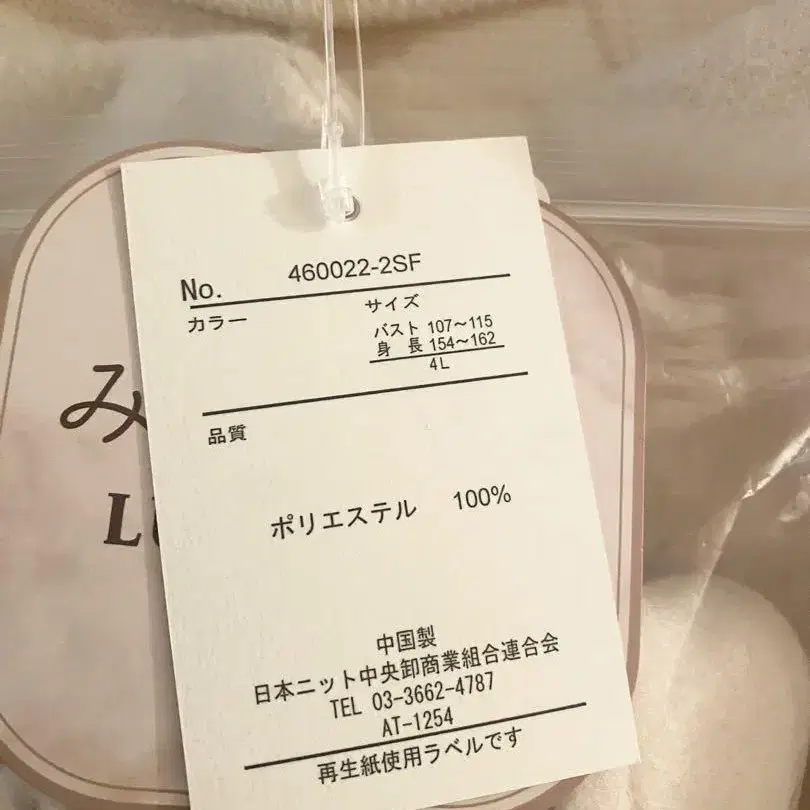 No. 460022-2SF
カラー サイズ
バスト 107〜115
身 長 154〜162
4L
品質
ポリエステル 100%
中国製
日本ニット中央卸商業組合連合会
TEL 03-3662-4787
AT-1254
再生紙使用ラベルです
み
L